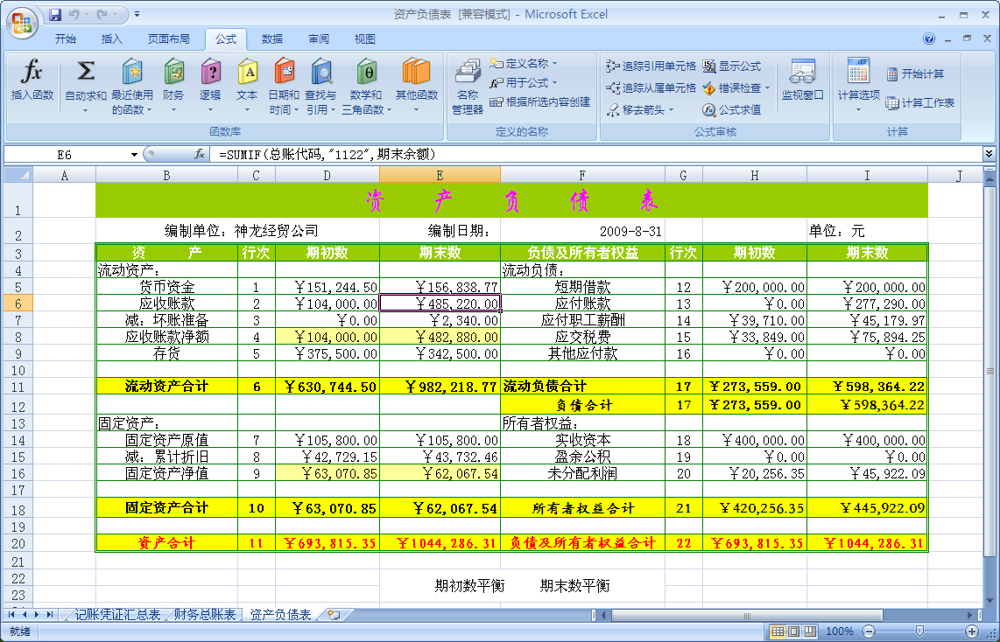 资产负债表 [兼容模式] - Microsoft Excel
开始 插入 页面布局 公式 数据 审阅 视图
插入函数 自动求和 最近使用的函数 财务 逻辑 文本 日期和时间 查找与引用 数学和三角函数 其他函数
函数库
名称管理器 定义名称 用于公式 根据所选内容创建
定义的名称
追踪引用单元格 追踪从属单元格 移去箭头 显示公式 错误检查 公式求值 监视窗口
公式审核
计算选项 开始计算 计算工作表
计算
E6 =SUMIF(总账代码,"1122",期末余额)
A B C D E F G H I J
1 资 产 负 债 表
2 编制单位: 神龙经贸公司 编制日期: 2009-8-31 单位: 元
3 资 产 行次 期初数 期末数 负债及所有者权益 行次 期初数 期末数
4 流动资产: 流动负债:
5 货币资金 1 ¥151,244.50 ¥156,838.77 短期借款 12 ¥200,000.00 ¥200,000.00
6 应收账款 2 ¥104,000.00 ¥485,220.00 应付账款 13 ¥0.00 ¥277,290.00
7 减: 坏账准备 3 ¥0.00 ¥2,340.00 应付职工薪酬 14 ¥39,710.00 ¥45,179.97
8 应收账款净额 4 ¥104,000.00 ¥482,880.00 应交税费 15 ¥33,849.00 ¥75,894.25
9 存货 5 ¥375,500.00 ¥342,500.00 其他应付款 16 ¥0.00 ¥0.00
10
11 流动资产合计 6 ¥630,744.50 ¥982,218.77 流动负债合计 17 ¥273,559.00 ¥598,364.22
12 负债合计 17 ¥273,559.00 ¥598,364.22
13 固定资产: 所有者权益:
14 固定资产原值 7 ¥105,800.00 ¥105,800.00 实收资本 18 ¥400,000.00 ¥400,000.00
15 减: 累计折旧 8 ¥42,729.15 ¥43,732.46 盈余公积 19 ¥0.00 ¥0.00
16 固定资产净值 9 ¥63,070.85 ¥62,067.54 未分配利润 20 ¥20,256.35 ¥45,922.09
17
18 固定资产合计 10 ¥63,070.85 ¥62,067.54 所有者权益合计 21 ¥420,256.35 ¥445,922.09
19
20 资产合计 11 ¥693,815.35 ¥1044,286.31 负债及所有者权益合计 22 ¥693,815.35 ¥1044,286.31
21
22
23 期初数平衡 期末数平衡
记账凭证汇总表 财务总账表 资产负债表
就绪 100%